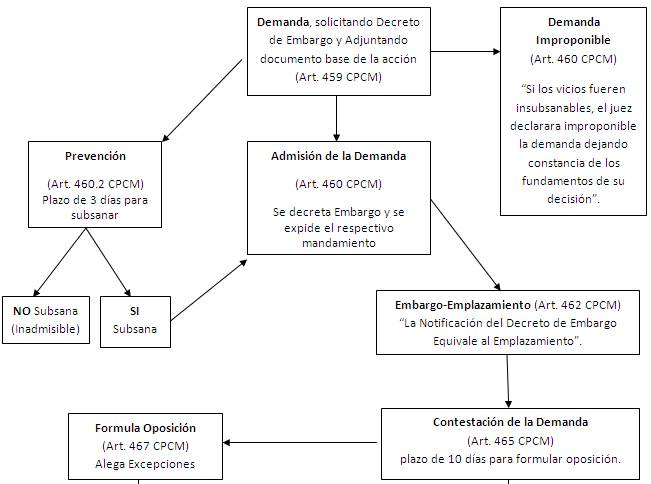 Demanda, solicitando Decreto
de Embargo y Adjuntando
documento base de la acción
(Art. 459 CPCM)
Demanda
Improponible
(Art. 460 CPCM)
“Si los vicios fueren
insubsanables, el juez
declarara improponible
la demanda dejando
constancia de los
fundamentos de su
decisión”.
Prevención
(Art. 460.2 CPCM)
Plazo de 3 días para
subsanar
Admisión de la Demanda
(Art. 460 CPCM)
Se decreta Embargo y se
expide el respectivo
mandamiento
NO Subsana
(Inadmisible)
SI
Subsana
Embargo-Emplazamiento (Art. 462 CPCM)
“La Notificación del Decreto de Embargo
Equivale al Emplazamiento”.
Formula Oposición
(Art. 467 CPCM)
Alega Excepciones
Contestación de la Demanda
(Art. 465 CPCM)
plazo de 10 días para formular oposición.